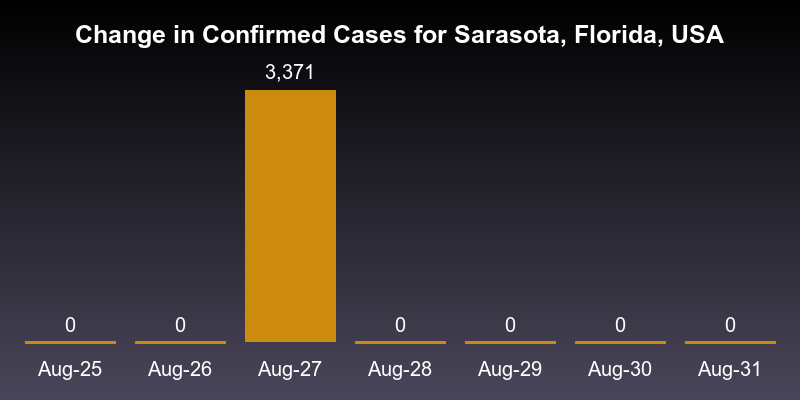 Change in Confirmed Cases for Sarasota, Florida, USA
3,371
0 0 0 0 0 0
Aug-25 Aug-26 Aug-27 Aug-28 Aug-29 Aug-30 Aug-31